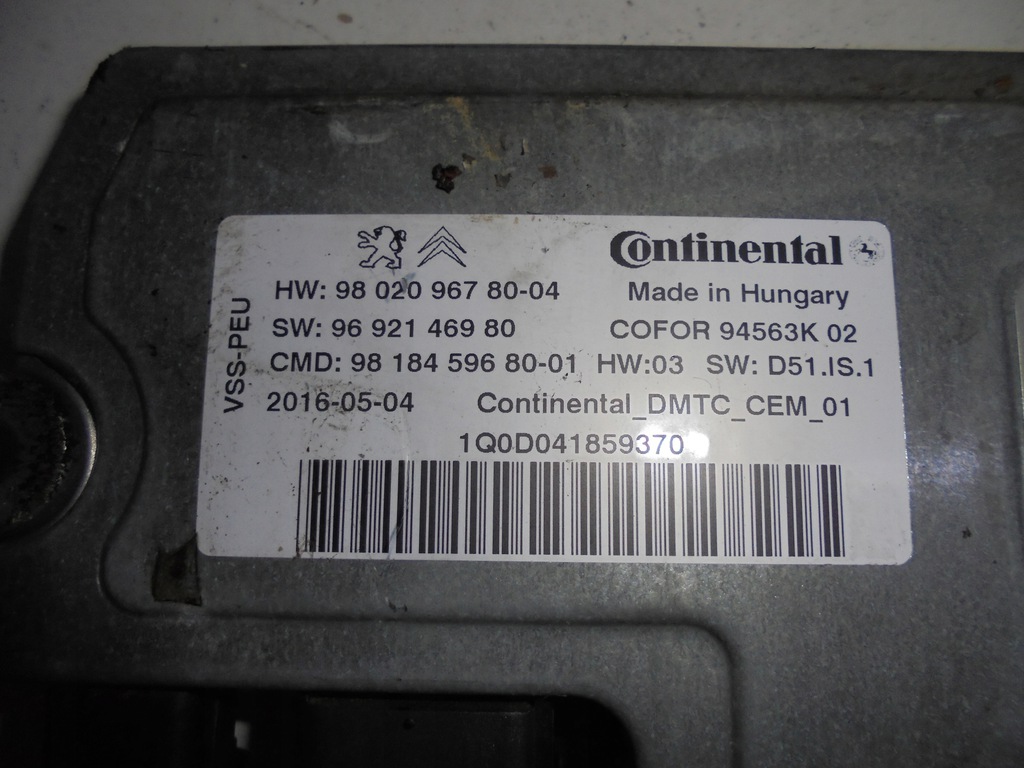 Continental
HW: 98 020 967 80-04 Made in Hungary
SW: 96 921 469 80 COFOR 94563K 02
CMD: 98 184 596 80-01 HW:03 SW: D51.IS.1
2016-05-04 Continental_DMTC_CEM_01
1Q0D041859370
VSS-PEU